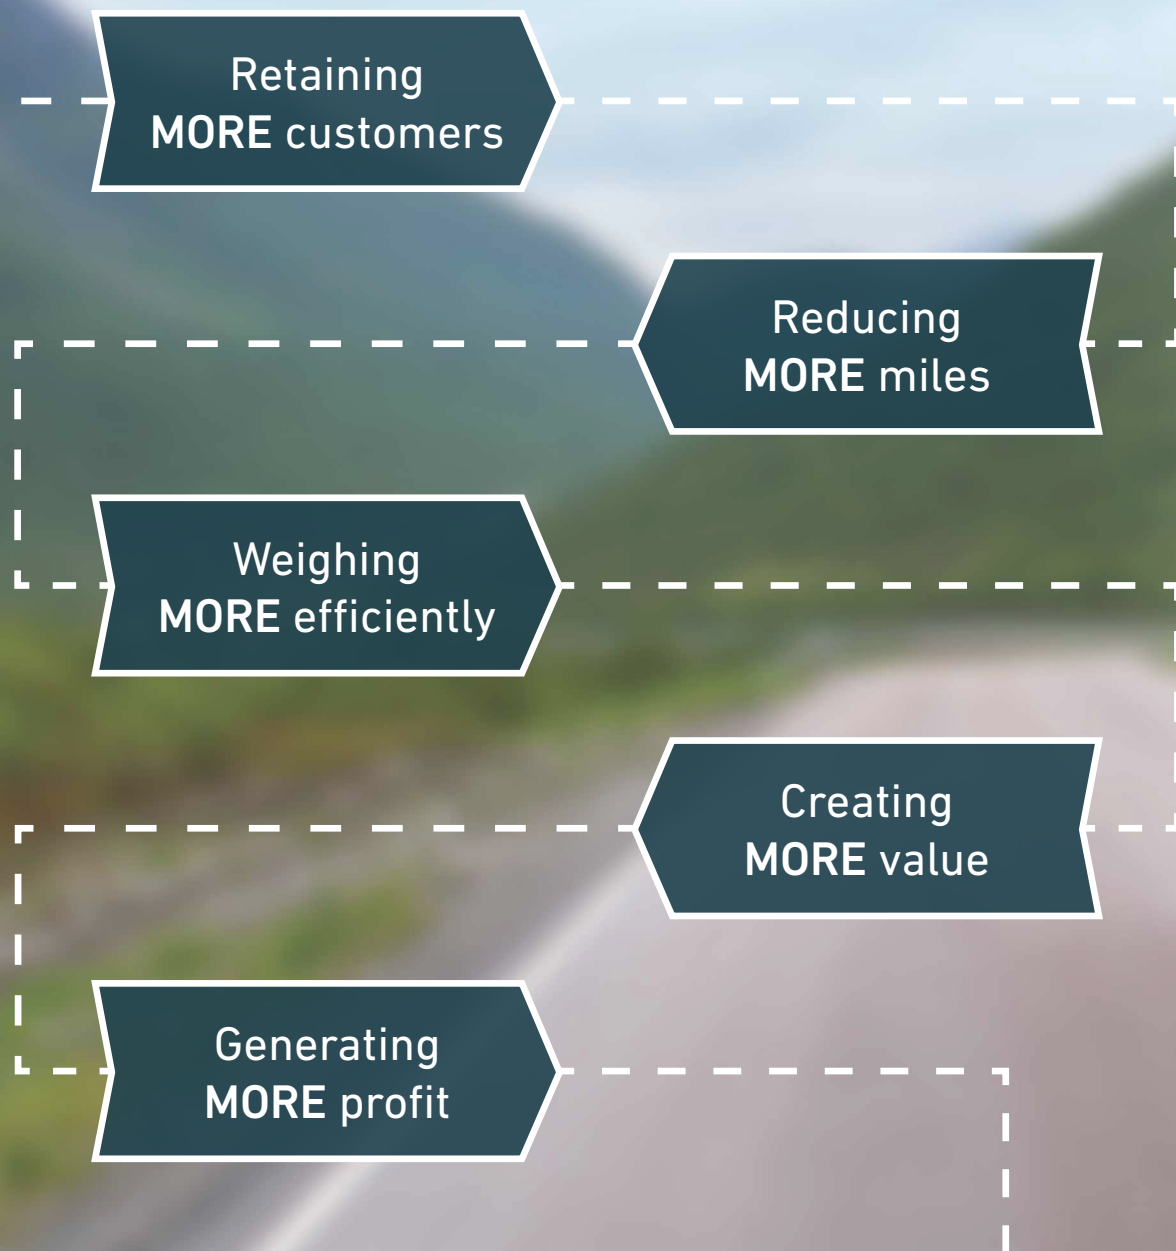 Retaining
MORE customers
Reducing
MORE miles
Weighing
MORE efficiently
Creating
MORE value
Generating
MORE profit